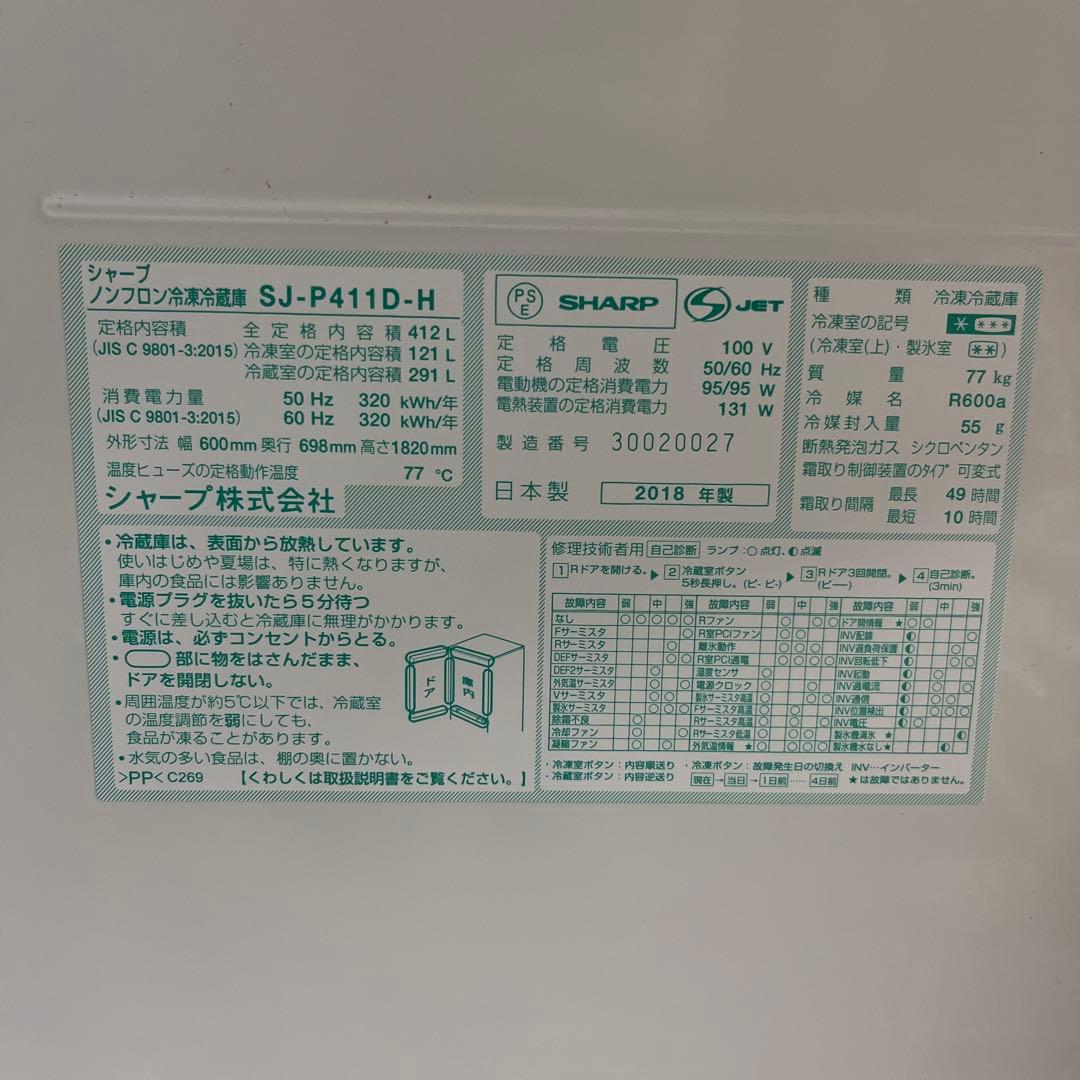 シャープ
ノンフロン冷凍冷蔵庫 SJ-P411D-H
定格内容積 全定格内容積 412 L
(JIS C 9801-3:2015) 冷凍室の定格内容積 121 L
冷蔵室の定格内容積 291 L
消費電力量 50 Hz 320 kWh/年
(JIS C 9801-3:2015) 60 Hz 320 kWh/年
外形寸法 幅 600mm 奥行 698mm 高さ1820mm
温度ヒューズの定格動作温度 77 ℃
シャープ株式会社
PSE SHARP JET
定格電圧 100 V
定格周波数 50/60 Hz
電動機の定格消費電力 95/95 W
電熱装置の定格消費電力 131 W
製造番号 30020027
日本製 2018 年製
種類 冷凍冷蔵庫
冷凍室の記号 * ***
(冷凍室(上)・製氷室 **)
質量 77 kg
冷媒名 R600a
冷媒封入量 55 g
断熱発泡ガス シクロペンタン
霜取り制御装置のタイプ 可変式
霜取り間隔 最長 49 時間
最短 10 時間
・冷蔵庫は、表面から放熱しています。
使いはじめや夏場は、特に熱くなりますが、
庫内の食品には影響ありません。
・電源プラグを抜いたら5分待つ
すぐに差し込むと冷蔵庫に無理がかかります。
・電源は、必ずコンセントからとる。
・部に物をはさんだまま、
ドアを開閉しない。
ドア 庫内
・周囲温度が約5℃以下では、冷蔵室
の温度調節を弱にしても、
食品が凍ることがあります。
・水気の多い食品は、棚の奥に置かない。
>PP< C269 【くわしくは取扱説明書をご覧ください。】
修理技術者用 自己診断 ランプ：○点灯、◐点滅
1 Rドアを開ける。 ▶ 2 冷蔵室ボタン 5秒長押し。(ピ- ピ-) ▶ 3 Rドア3回開閉。(ピー) ▶ 4 自己診断。(3min)
故障内容 弱 中 強 故障内容 弱 中 強 故障内容 弱 中 強
なし Rファン ドア開情報 ★
Fサーミスタ R室PCIファン INV配線
Rサーミスタ 離氷動作 INV過負荷保護
DEFサーミスタ R室PCI通電 INV回転低下
DEF2サーミスタ 湿度センサ INV起動
外気温サーミスタ 電源クロック INV過電流
Vサーミスタ 製氷サーミスタ高温 INV通信
製氷サーミスタ Fサーミスタ高温 INV位置検出
除霜不良 Rサーミスタ高温 INV電圧
冷却ファン Rサーミスタ低温 製氷機満氷 ★
凝縮ファン 外気温情報 ★ 製氷機水なし★
・冷凍室ボタン：内容順送り ・冷凍ボタン：故障発生日の切換え INV…インバーター
・冷蔵室ボタン：内容逆送り 現在→当日→1日前……4日前 ★は故障ではありません。